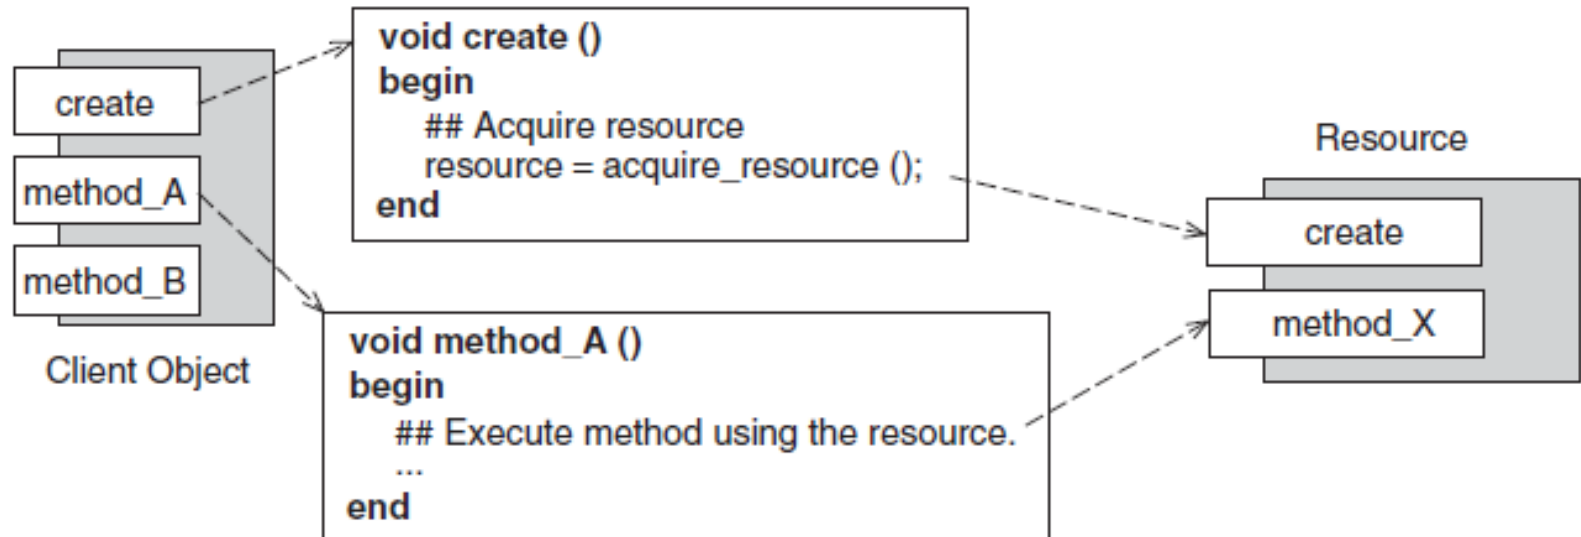 create
method_A
method_B
Client Object
void create ()
begin
## Acquire resource
resource = acquire_resource ();
end
void method_A ()
begin
## Execute method using the resource.
...
end
Resource
create
method_X